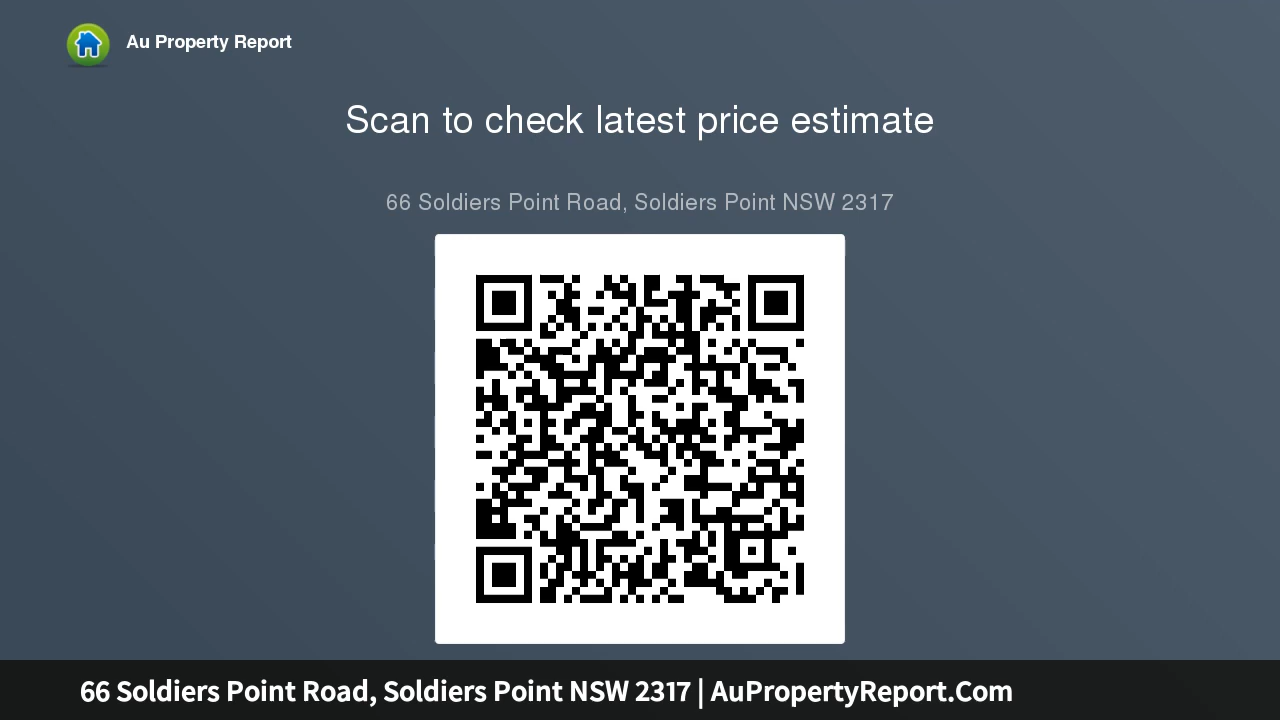 Au Property Report
Scan to check latest price estimate
66 Soldiers Point Road, Soldiers Point NSW 2317
66 Soldiers Point Road, Soldiers Point NSW 2317 | AuPropertyReport.Com